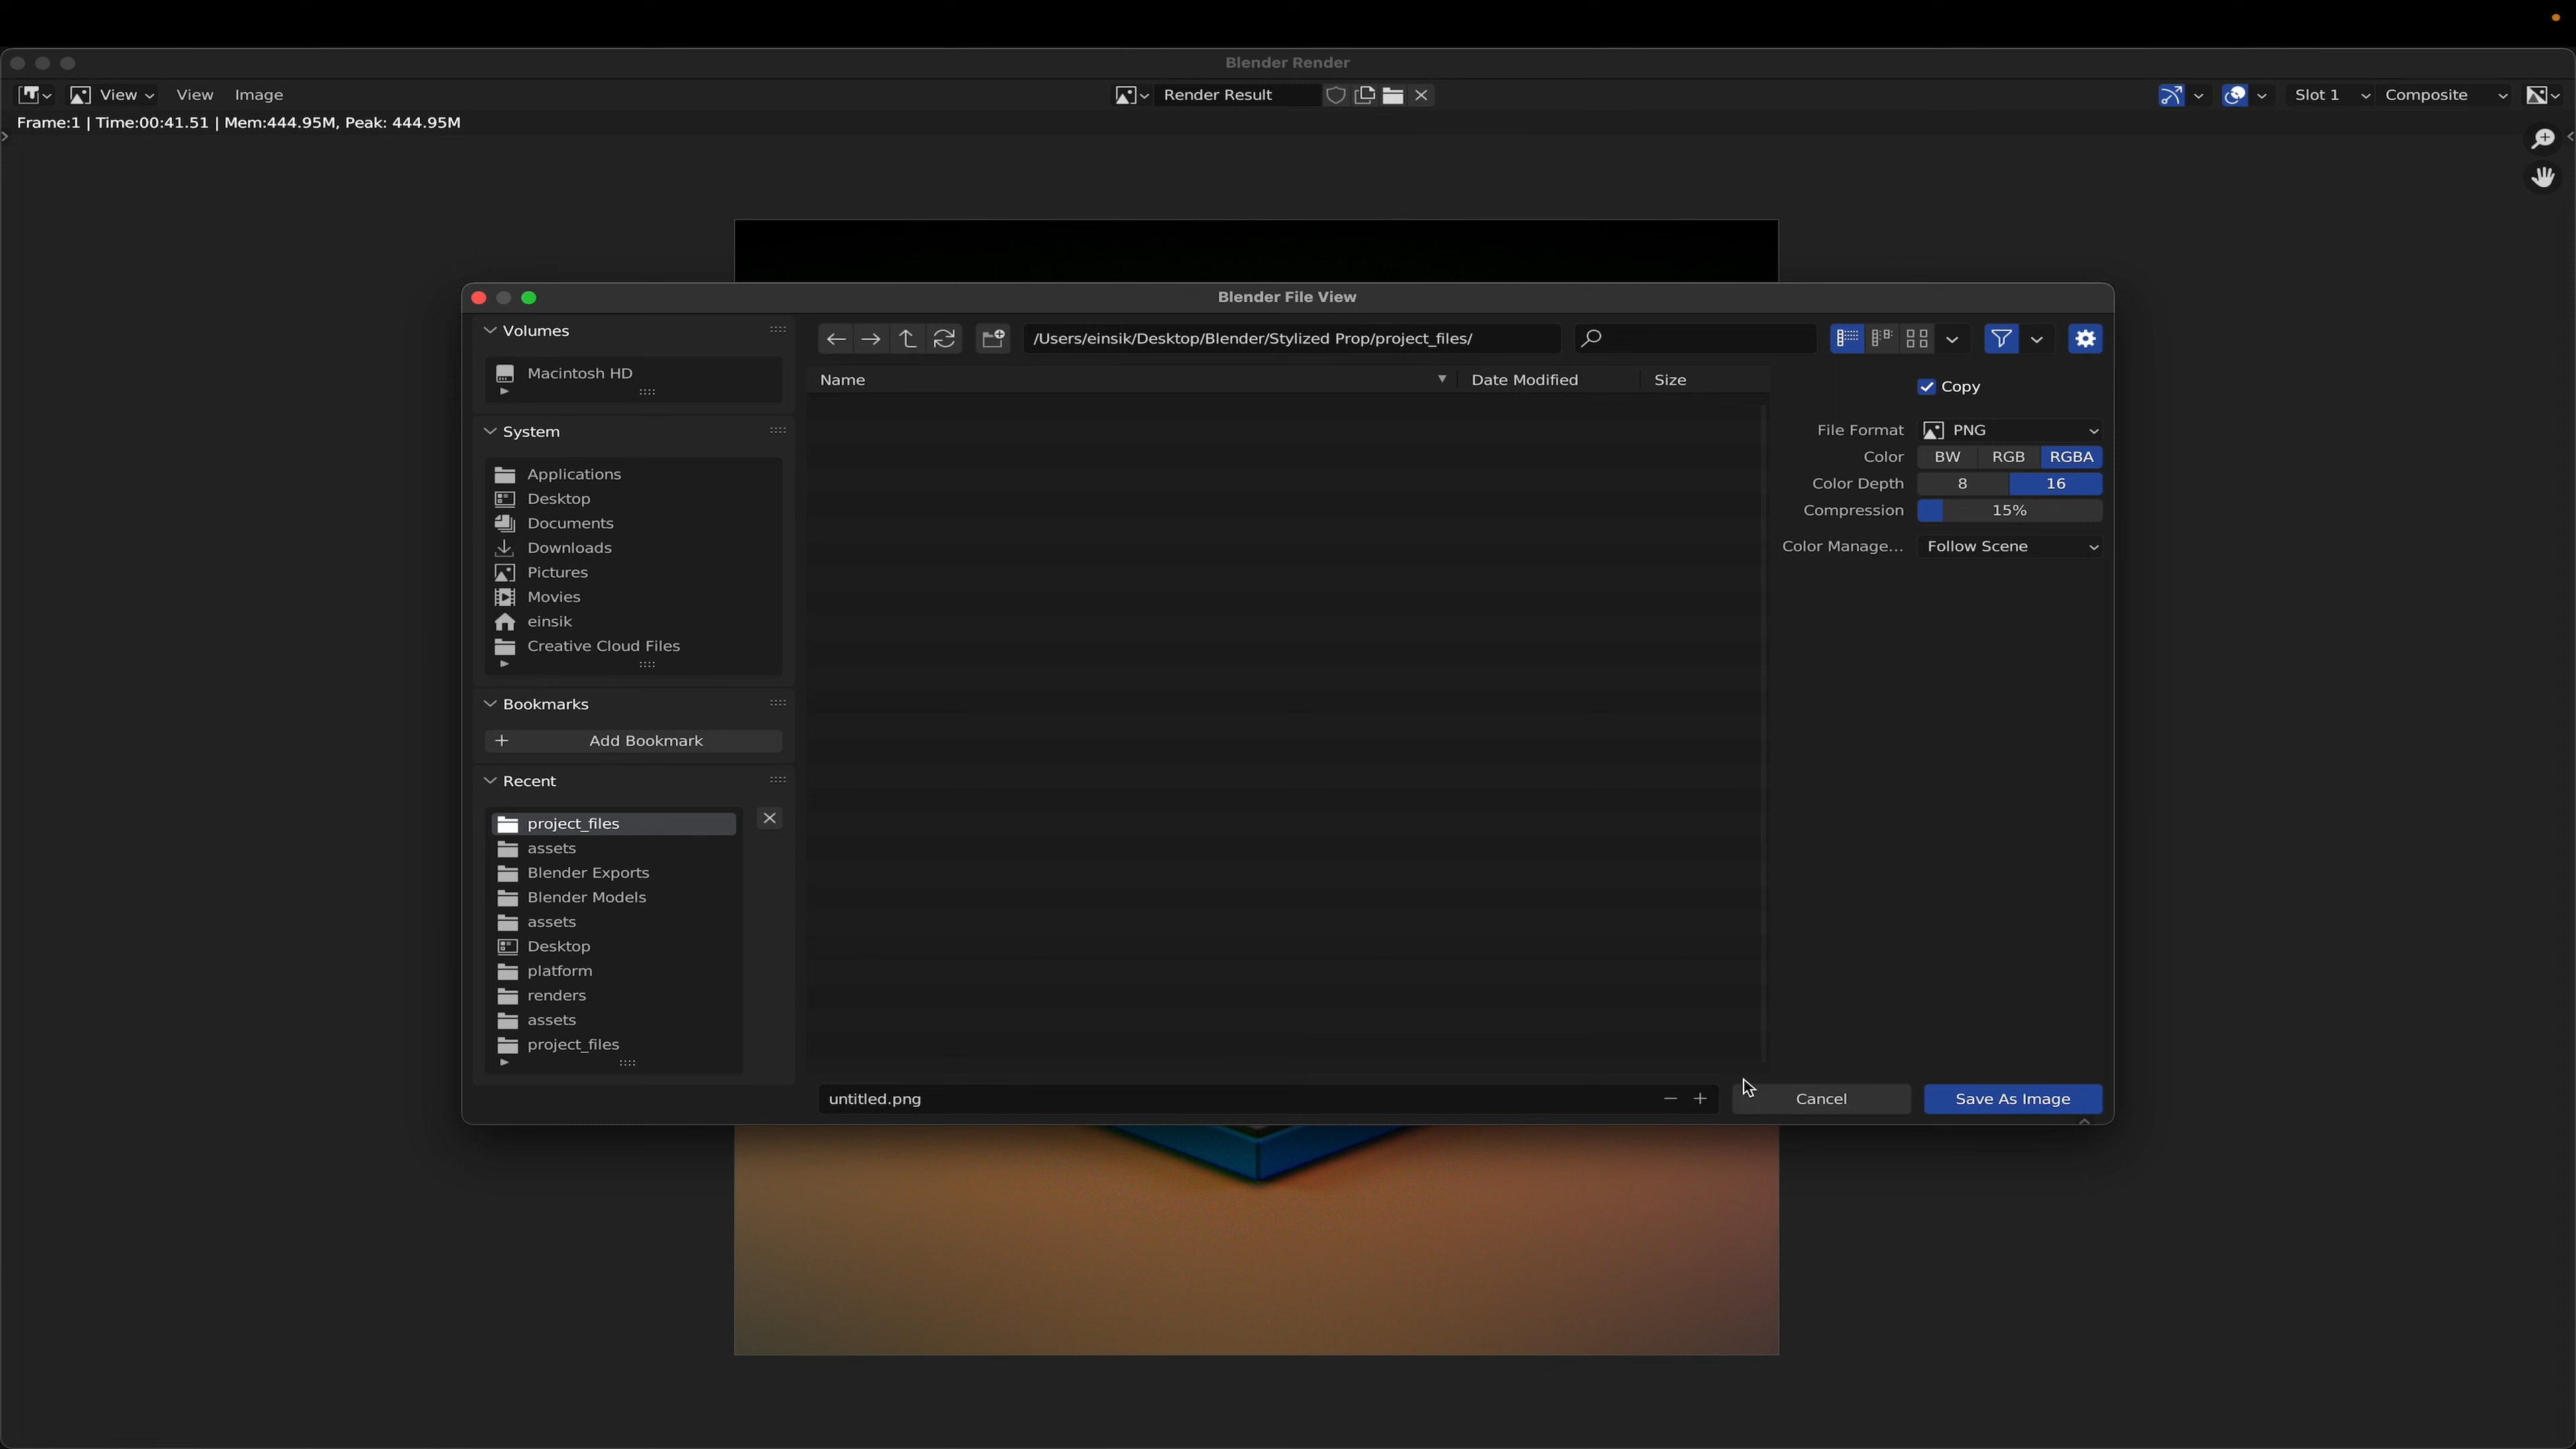 Blender Render
View View Image Render Result Slot 1 Composite
Frame:1 | Time:00:41.51 | Mem:444.95M, Peak: 444.95M
Blender File View
Volumes
Macintosh HD
System
Applications
Desktop
Documents
Downloads
Pictures
Movies
einsik
Creative Cloud Files
Bookmarks
Add Bookmark
Recent
project_files
assets
Blender Exports
Blender Models
assets
Desktop
platform
renders
assets
project_files
/Users/einsik/Desktop/Blender/Stylized Prop/project_files/
Name Date Modified Size
Copy
File Format PNG
Color BW RGB RGBA
Color Depth 8 16
Compression 15%
Color Manage... Follow Scene
untitled.png Cancel Save As Image